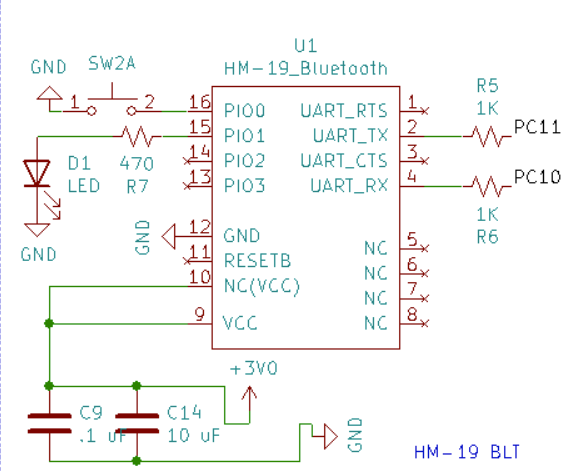 U1
HM-19_Bluetooth
GND
SW2A
1
2
16
PIO0
UART_RTS
1
R5
1K
15
PIO1
UART_TX
2
PC11
14
PIO2
UART_CTS
3
13
PIO3
UART_RX
4
PC10
1K
R6
D1
LED
470
R7
GND
GND
12
GND
11
RESETB
NC
5
10
NC(VCC)
NC
6
NC
7
9
VCC
NC
8
+3V0
C9
.1 uF
C14
10 uF
GND
HM-19 BLT